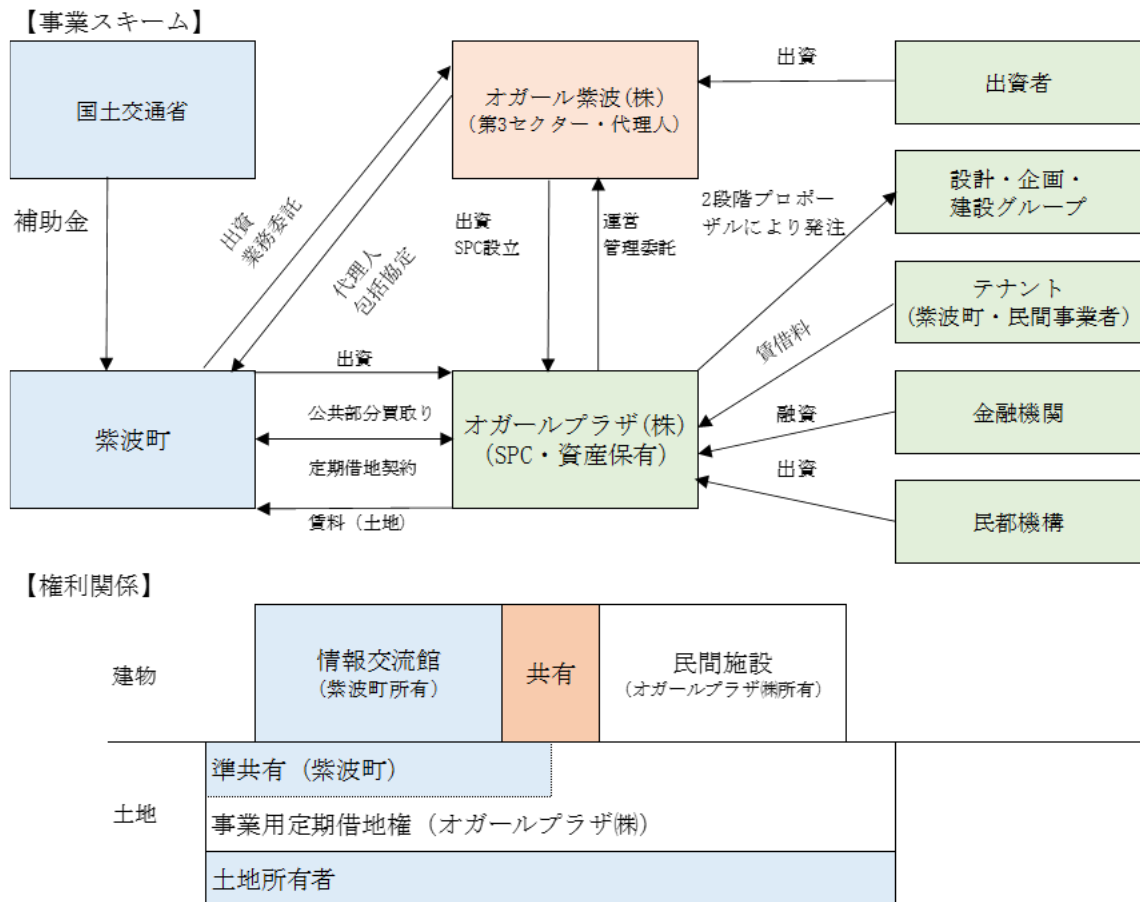 【事業スキーム】
国土交通省
オガール紫波(株)
(第3セクター・代理人)
出資
出資者
補助金
出資
業務委託
代理人
包括協定
出資
SPC設立
運営
管理委託
2段階プロポー
ザルにより発注
設計・企画・
建設グループ
テナント
(紫波町・民間事業者)
賃借料
紫波町
出資
公共部分買取り
定期借地契約
賃料（土地）
オガールプラザ(株)
(SPC・資産保有)
融資
金融機関
出資
民都機構
【権利関係】
建物
情報交流館
(紫波町所有)
共有
民間施設
(オガールプラザ㈱所有)
土地
準共有（紫波町）
事業用定期借地権（オガールプラザ㈱）
土地所有者